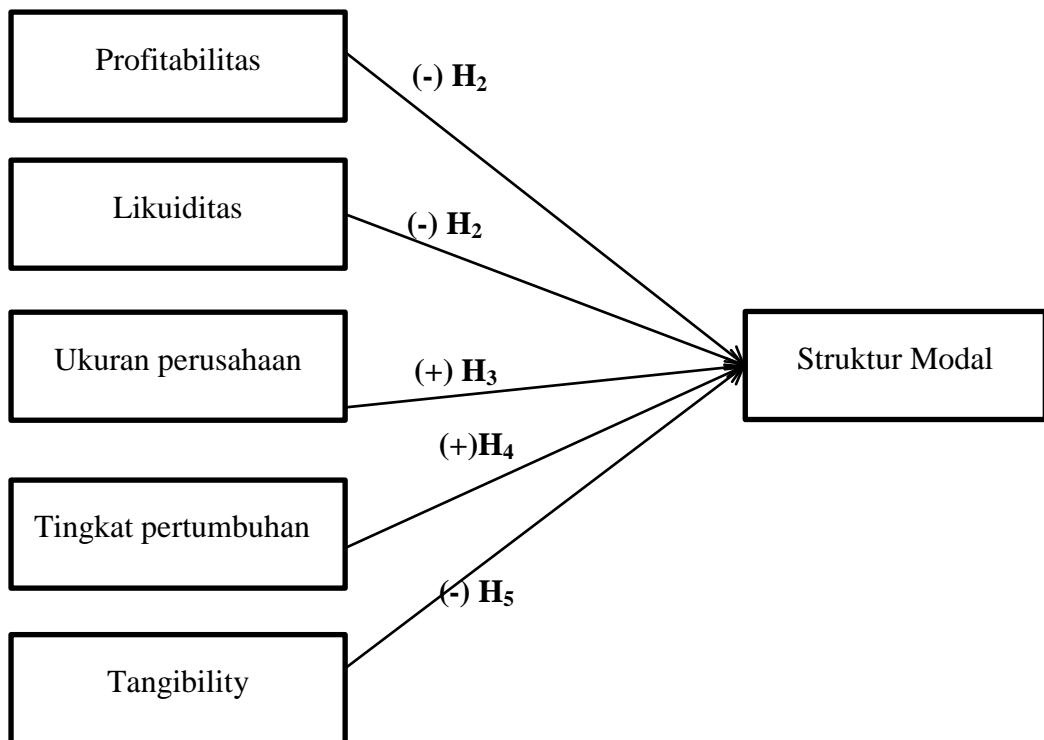 Profitabilitas
(-) H₂
Likuiditas
(-) H₂
Ukuran perusahaan
(+) H₃
Struktur Modal
(+)H₄
Tingkat pertumbuhan
(-) H₅
Tangibility